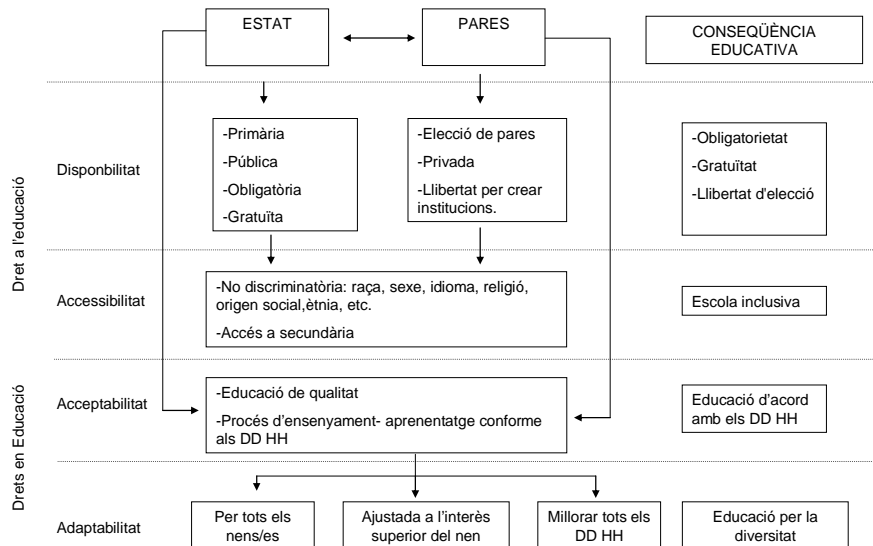 ESTAT
PARES
CONSEQÜÈNCIA
EDUCATIVA
Dret a l'educació
Disponbilitat
-Primària
-Pública
-Obligatòria
-Gratuïta
-Elecció de pares
-Privada
-Llibertat per crear
institucions.
-Obligatorietat
-Gratuïtat
-Llibertat d'elecció
Accessibilitat
-No discriminatòria: raça, sexe, idioma, religió,
origen social,ètnia, etc.
-Accés a secundària
Escola inclusiva
Drets en Educació
Acceptabilitat
-Educació de qualitat
-Procés d’ensenyament- aprenentatge conforme
als DD HH
Educació d’acord
amb els DD HH
Adaptabilitat
Per tots els
nens/es
Ajustada a l’interès
superior del nen
Millorar tots els
DD HH
Educació per la
diversitat